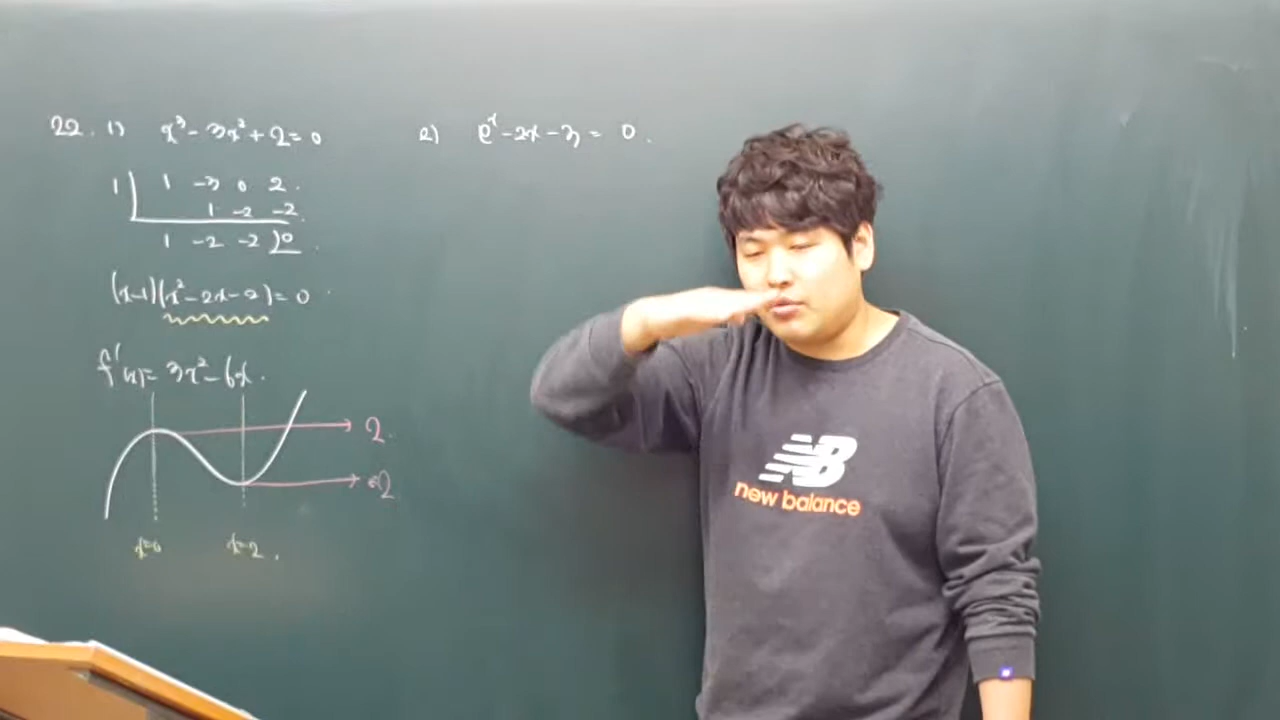 22. 1) x³-3x²+2=0
1 | 1 -3 0 2.
1 -2 -2.
1 -2 -2 0.
(x-1)(x²-2x-2)=0
f'(x)=3x²-6x.
2.
-2
x=0 x=2.
2) eˣ-2x-3=0.
NB
new balance